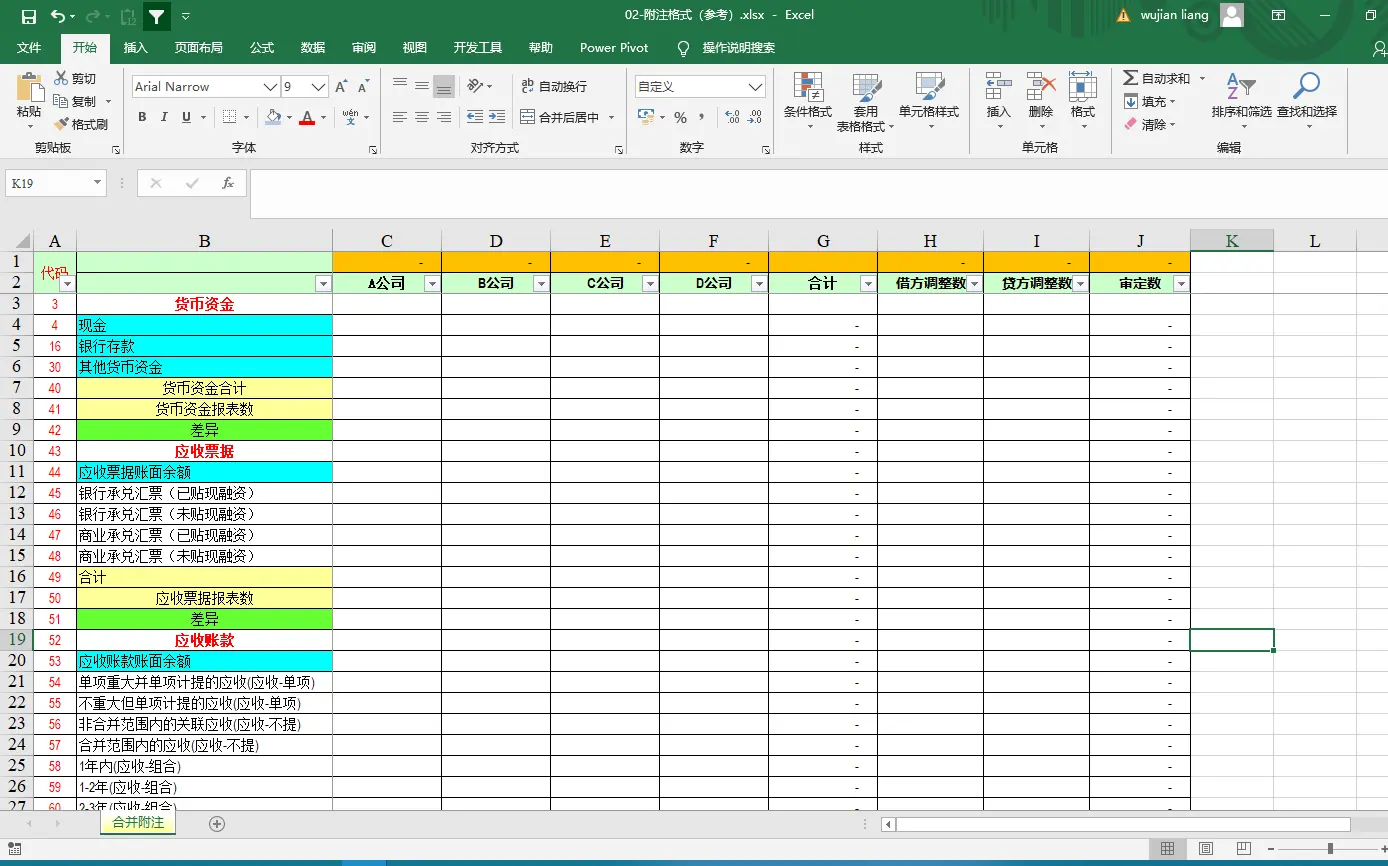 02-附注格式（参考）.xlsx - Excel
wujian liang
文件 开始 插入 页面布局 公式 数据 审阅 视图 开发工具 帮助 Power Pivot 操作说明搜索
粘贴 剪切 复制 格式刷 剪贴板
Arial Narrow 9
B I U wén 字体
自动换行
合并后居中
对齐方式
自定义
% , 数字
条件格式 套用表格格式 单元格样式 样式
插入 删除 格式 单元格
自动求和 填充 清除 排序和筛选 查找和选择 编辑
K19 fx
A B C D E F G H I J K L
1 代码 - - - - - - -
2 A公司 B公司 C公司 D公司 合计 借方调整数 贷方调整数 审定数
3 3 货币资金
4 4 现金 - -
5 16 银行存款 - -
6 30 其他货币资金 - -
7 40 货币资金合计 - -
8 41 货币资金报表数 - -
9 42 差异 - -
10 43 应收票据 - -
11 44 应收票据账面余额 - -
12 45 银行承兑汇票（已贴现融资） - -
13 46 银行承兑汇票（未贴现融资） - -
14 47 商业承兑汇票（已贴现融资） - -
15 48 商业承兑汇票（未贴现融资） - -
16 49 合计 - -
17 50 应收票据报表数 - -
18 51 差异 - -
19 52 应收账款 - -
20 53 应收账款账面余额 - -
21 54 单项重大并单项计提的应收(应收-单项) - -
22 55 不重大但单项计提的应收(应收-单项) - -
23 56 非合并范围内的关联应收(应收-不提) - -
24 57 合并范围内的应收(应收-不提) - -
25 58 1年内(应收-组合) - -
26 59 1-2年(应收-组合) - -
27 60 2-3年(应收-组合) - -
合并附注